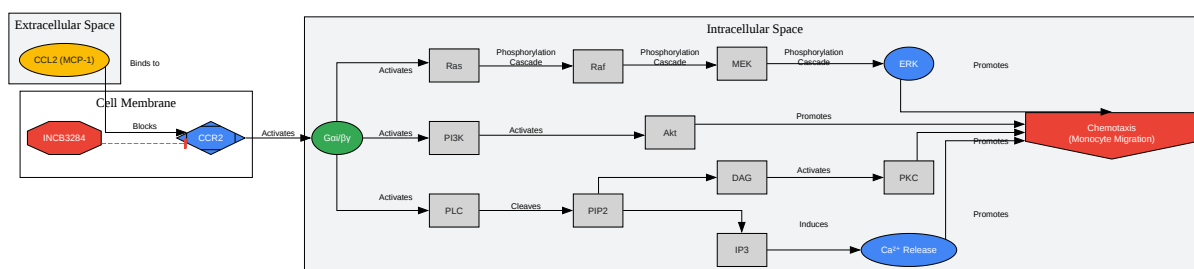 Extracellular Space
CCL2 (MCP-1)
Binds to
Cell Membrane
INCB3284
Blocks
CCR2
Activates
Intracellular Space
Gαi/βγ
Activates
Ras
Phosphorylation
Cascade
Raf
Phosphorylation
Cascade
MEK
Phosphorylation
Cascade
ERK
Promotes
Activates
PI3K
Activates
Akt
Promotes
Chemotaxis
(Monocyte Migration)
Activates
PLC
Cleaves
PIP2
DAG
Activates
PKC
Promotes
IP3
Induces
Ca²⁺ Release
Promotes